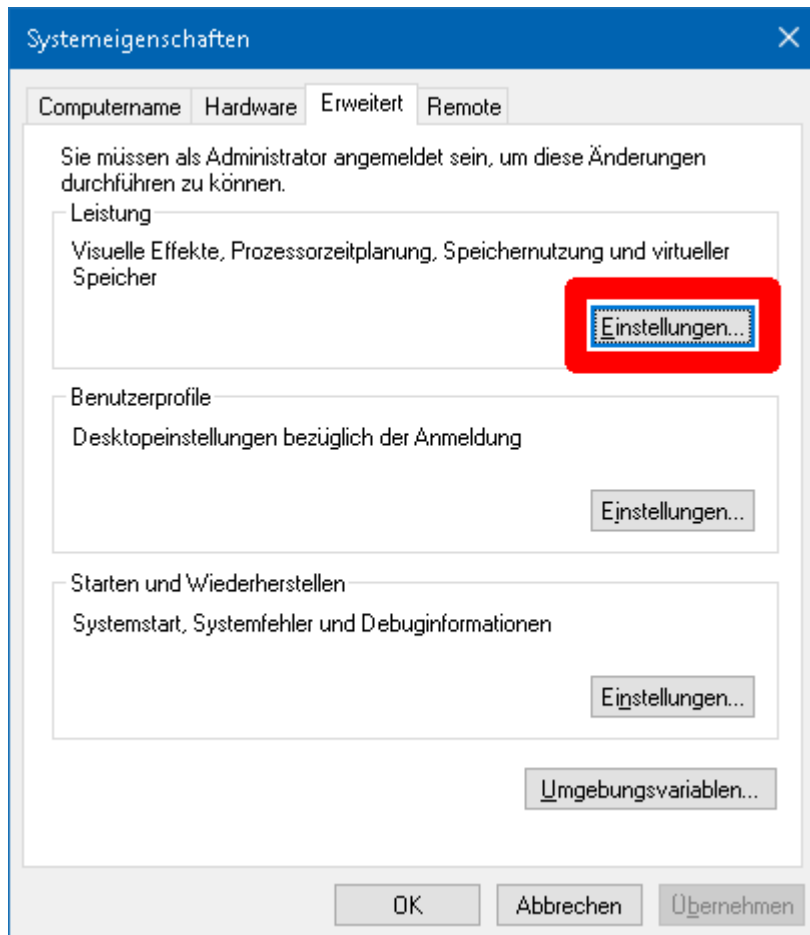 Systemeigenschaften
Computername Hardware Erweitert Remote
Sie müssen als Administrator angemeldet sein, um diese Änderungen
durchführen zu können.
Leistung
Visuelle Effekte, Prozessorzeitplanung, Speichernutzung und virtueller
Speicher
Einstellungen...
Benutzerprofile
Desktopeinstellungen bezüglich der Anmeldung
Einstellungen...
Starten und Wiederherstellen
Systemstart, Systemfehler und Debuginformationen
Einstellungen...
Umgebungsvariablen...
OK Abbrechen Übernehmen